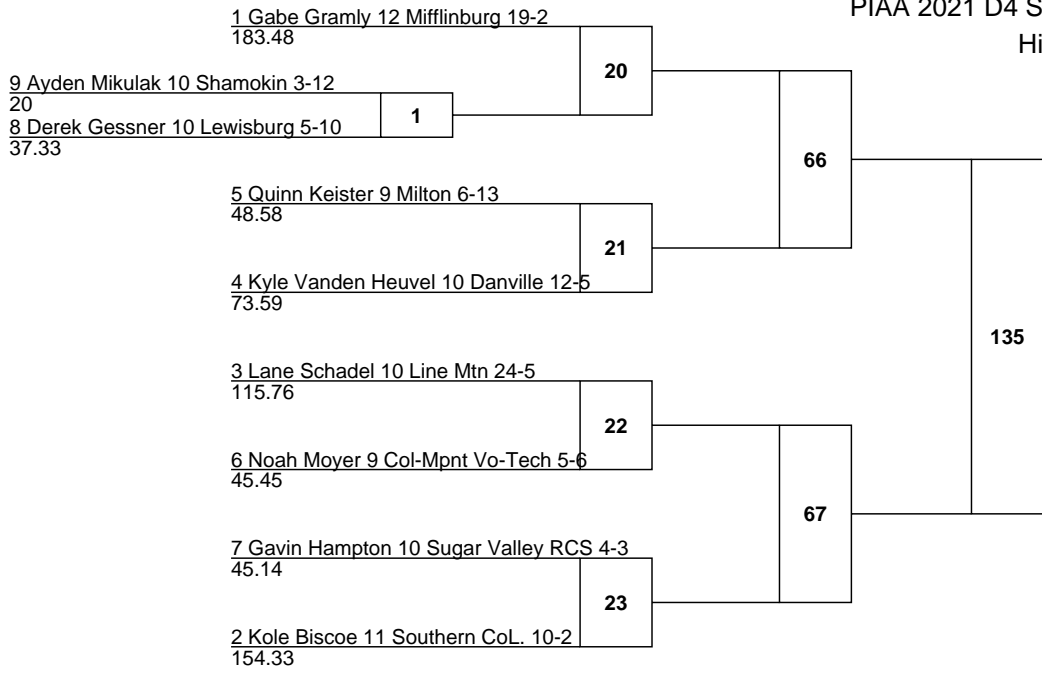 PIAA 2021 D4 S
Hi
1 Gabe Gramly 12 Mifflinburg 19-2
183.48
20
9 Ayden Mikulak 10 Shamokin 3-12
20
1
8 Derek Gessner 10 Lewisburg 5-10
37.33
66
5 Quinn Keister 9 Milton 6-13
48.58
21
4 Kyle Vanden Heuvel 10 Danville 12-5
73.59
135
3 Lane Schadel 10 Line Mtn 24-5
115.76
22
6 Noah Moyer 9 Col-Mpnt Vo-Tech 5-6
45.45
67
7 Gavin Hampton 10 Sugar Valley RCS 4-3
45.14
23
2 Kole Biscoe 11 Southern CoL. 10-2
154.33